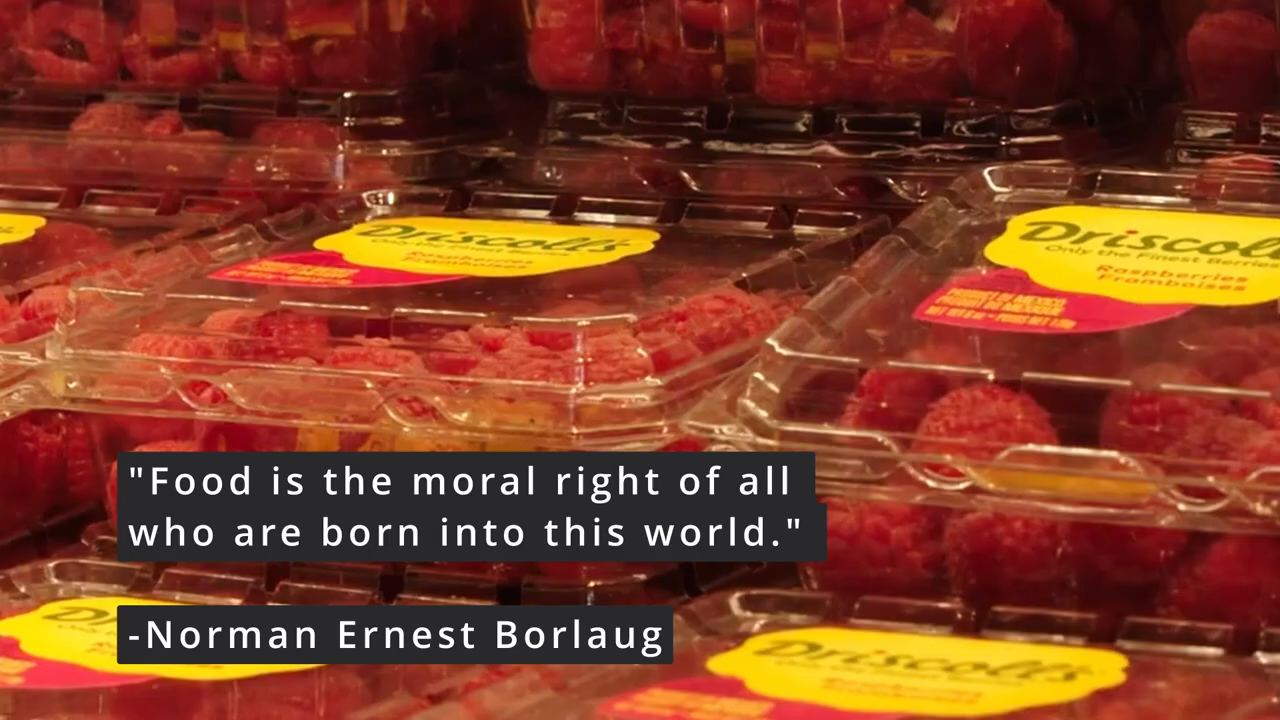 Driscoll's
Only the Finest Berries
Raspberries
Framboises
Driscol
Only the Finest Berries
Raspberries
Framboises
"Food is the moral right of all
who are born into this world."
-Norman Ernest Borlaug
Driscoll's